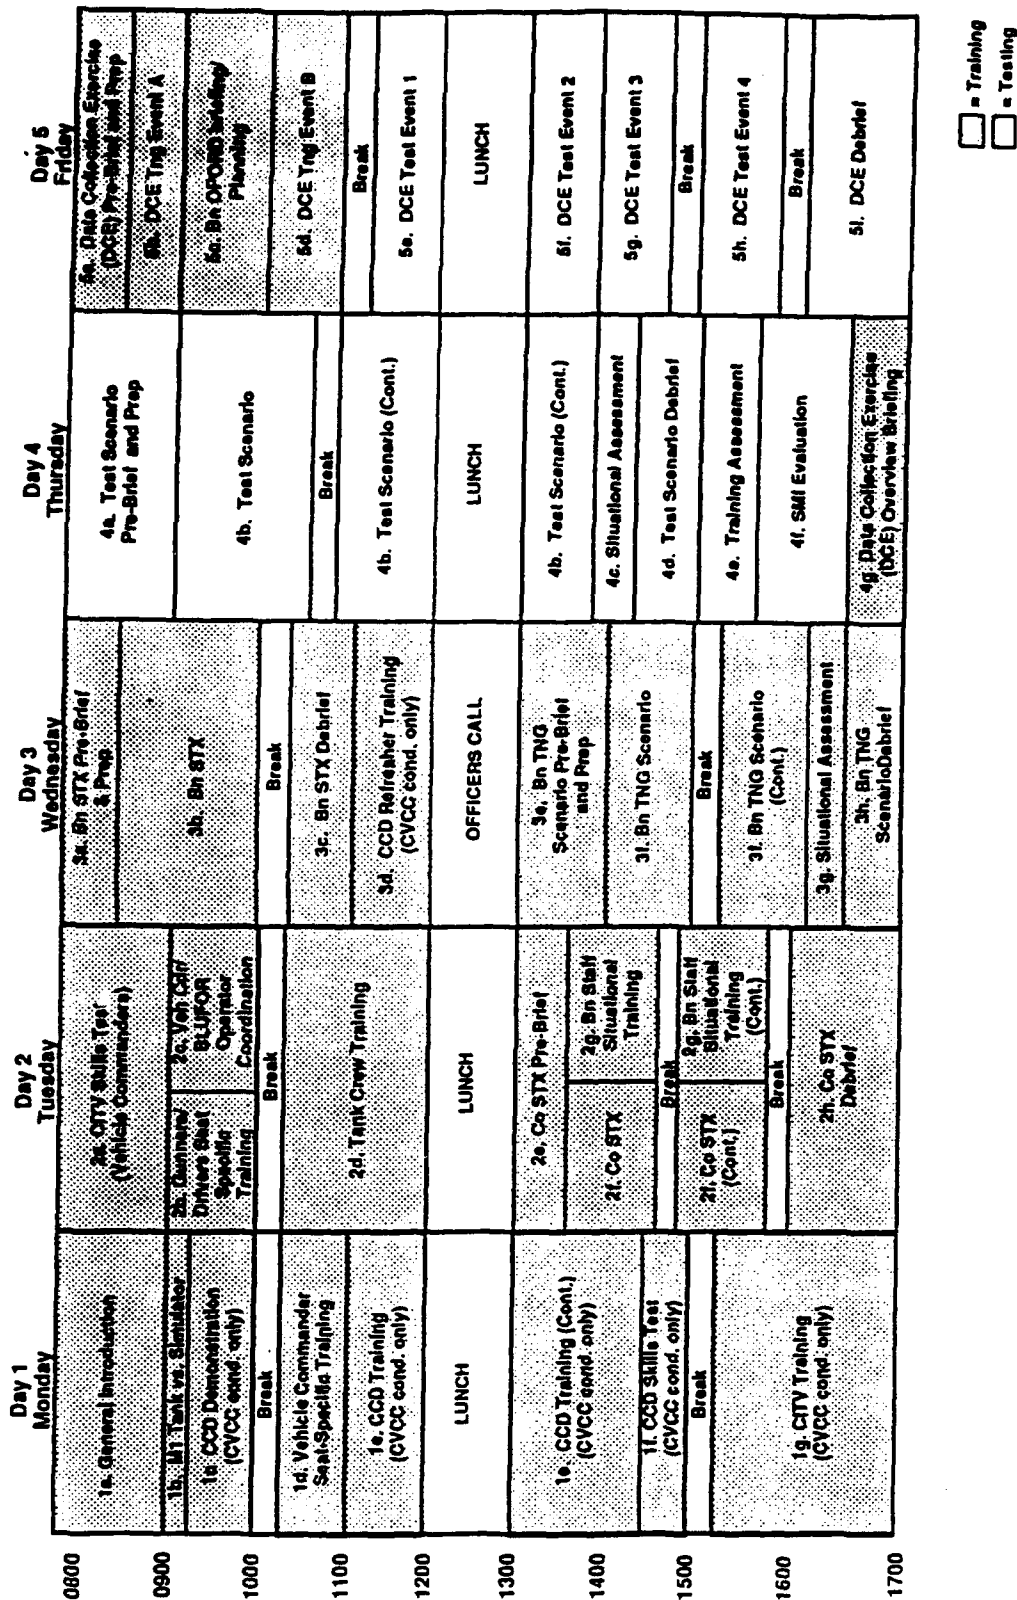 Day 1
Monday
Day 2
Tuesday
Day 3
Wednesday
Day 4
Thursday
Day 5
Friday
0800
0900
1000
1100
1200
1300
1400
1500
1600
1700
1a. General Introduction
1b. M1 Tank vs. Simulator
1c CCD Demonstration
(CVCC cond. only)
Break
1d. Vehicle Commander
Seat-Specific Training
1e. CCD Training
(CVCC cond. only)
LUNCH
1e. CCD Training (Cont.)
(CVCC cond. only)
1f. CCD Skills Test
(CVCC cond. only)
Break
1g. CITV Training
(CVCC cond. only)
2a. CITV Skills Test
(Vehicle Commanders)
2b. Gunners/
Drivers Seat
Specific
Training
2c. Veh Cdr/
BLUFOR
Operator
Coordination
Break
2d. Tank Crew Training
LUNCH
2e. Co STX Pre-Brief
2f. Co STX
2g. Bn Staff
Situational
Training
Break
2f. Co STX
(Cont.)
2g. Bn Staff
Situational
Training
(Cont.)
Break
2h. Co STX
Debrief
3a. Bn STX Pre-Brief
& Prep
3b. Bn STX
Break
3c. Bn STX Debrief
3d. CCD Refresher Training
(CVCC cond. only)
OFFICERS CALL
3e. Bn TNG
Scenario Pre-Brief
and Prep
3f. Bn TNG Scenario
Break
3f. Bn TNG Scenario
(Cont.)
3g. Situational Assessment
3h. Bn TNG
ScenarioDebrief
4a. Test Scenario
Pre-Brief and Prep
4b. Test Scenario
Break
4b. Test Scenario (Cont.)
LUNCH
4b. Test Scenario (Cont.)
4c. Situational Assessment
4d. Test Scenario Debrief
4e. Training Assessment
4f. SMI Evaluation
4g. Data Collection Exercise
(DCE) Overview Briefing
5a. Data Collection Exercise
(DCE) Pre-Brief and Prep
5b. DCE Tng Event A
5c. Bn OPORD briefing/
Planning
5d. DCE Tng Event B
Break
5e. DCE Test Event 1
LUNCH
5f. DCE Test Event 2
5g. DCE Test Event 3
Break
5h. DCE Test Event 4
Break
5i. DCE Debrief
= Training
= Testing